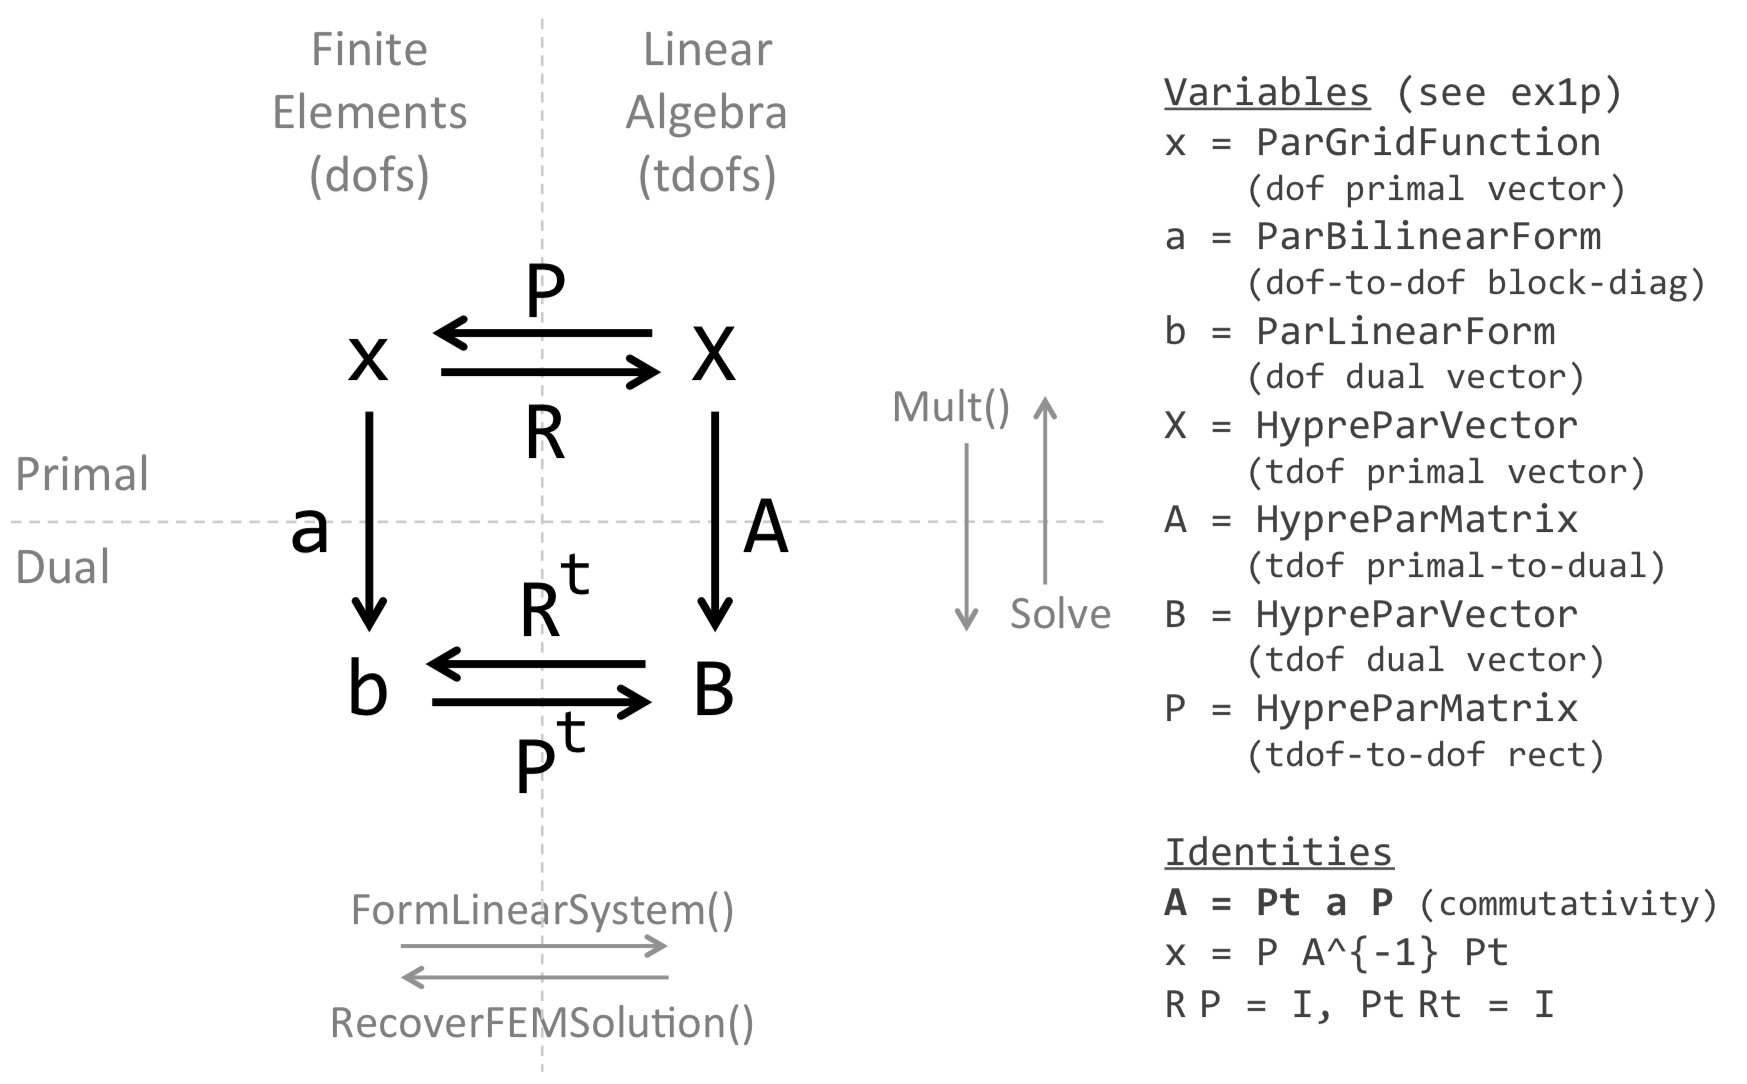 Finite
Elements
(dofs)
Linear
Algebra
(tdofs)
P
x
X
R
Primal
Dual
a
A
Rt
b
B
Pt
Mult()
Solve
FormLinearSystem()
RecoverFEMSolution()
Variables (see ex1p)
x = ParGridFunction
(dof primal vector)
a = ParBilinearForm
(dof-to-dof block-diag)
b = ParLinearForm
(dof dual vector)
X = HypreParVector
(tdof primal vector)
A = HypreParMatrix
(tdof primal-to-dual)
B = HypreParVector
(tdof dual vector)
P = HypreParMatrix
(tdof-to-dof rect)
Identities
A = Pt a P (commutativity)
x = P A^{-1} Pt
R P = I, Pt Rt = I